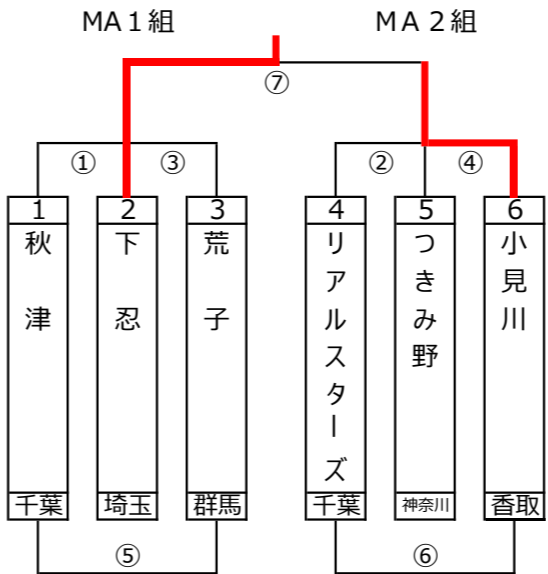 MA1組
MA2組
⑦
①
③
②
④
1
2
3
4
5
6
秋津
下忍
荒子
リアルスターズ
つきみ野
小見川
千葉
埼玉
群馬
千葉
神奈川
香取
⑤
⑥